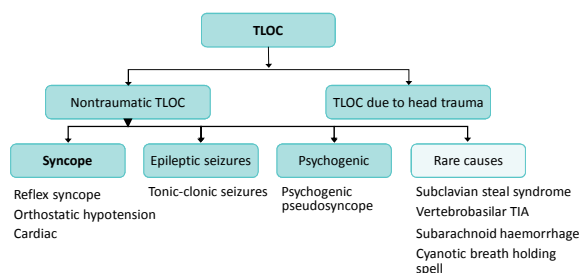 TLOC
Nontraumatic TLOC
TLOC due to head trauma
Syncope
Epileptic seizures
Psychogenic
Rare causes
Reflex syncope
Orthostatic hypotension
Cardiac
Tonic-clonic seizures
Psychogenic
pseudosyncope
Subclavian steal syndrome
Vertebrobasilar TIA
Subarachnoid haemorrhage
Cyanotic breath holding
spell